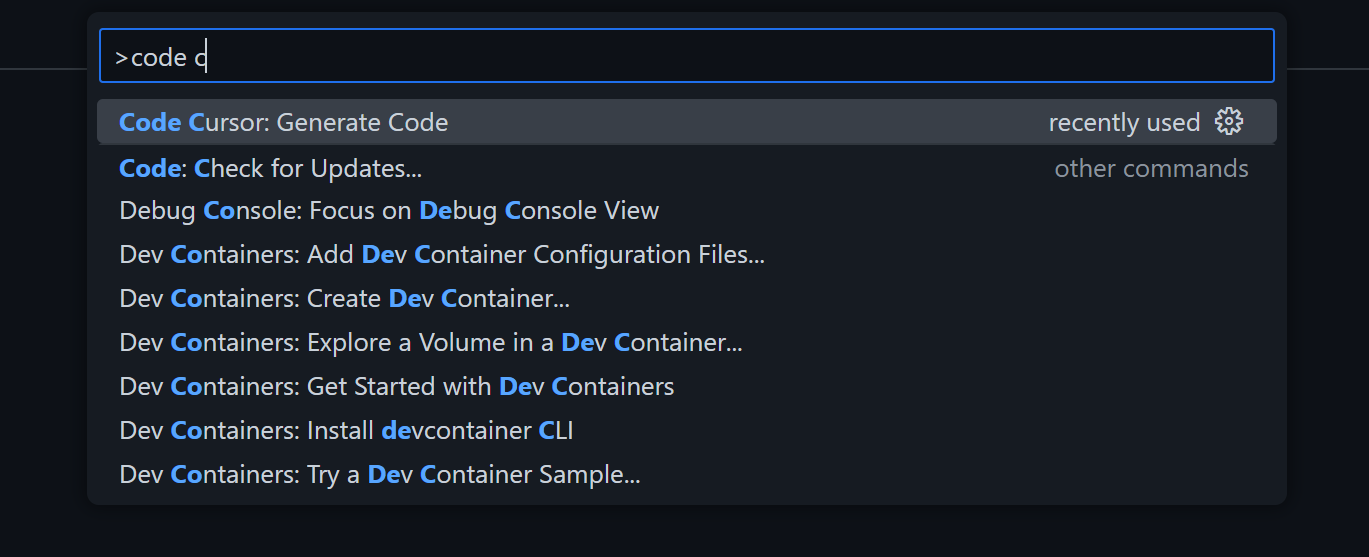 >code c
Code Cursor: Generate Code recently used
Code: Check for Updates... other commands
Debug Console: Focus on Debug Console View
Dev Containers: Add Dev Container Configuration Files...
Dev Containers: Create Dev Container...
Dev Containers: Explore a Volume in a Dev Container...
Dev Containers: Get Started with Dev Containers
Dev Containers: Install devcontainer CLI
Dev Containers: Try a Dev Container Sample...